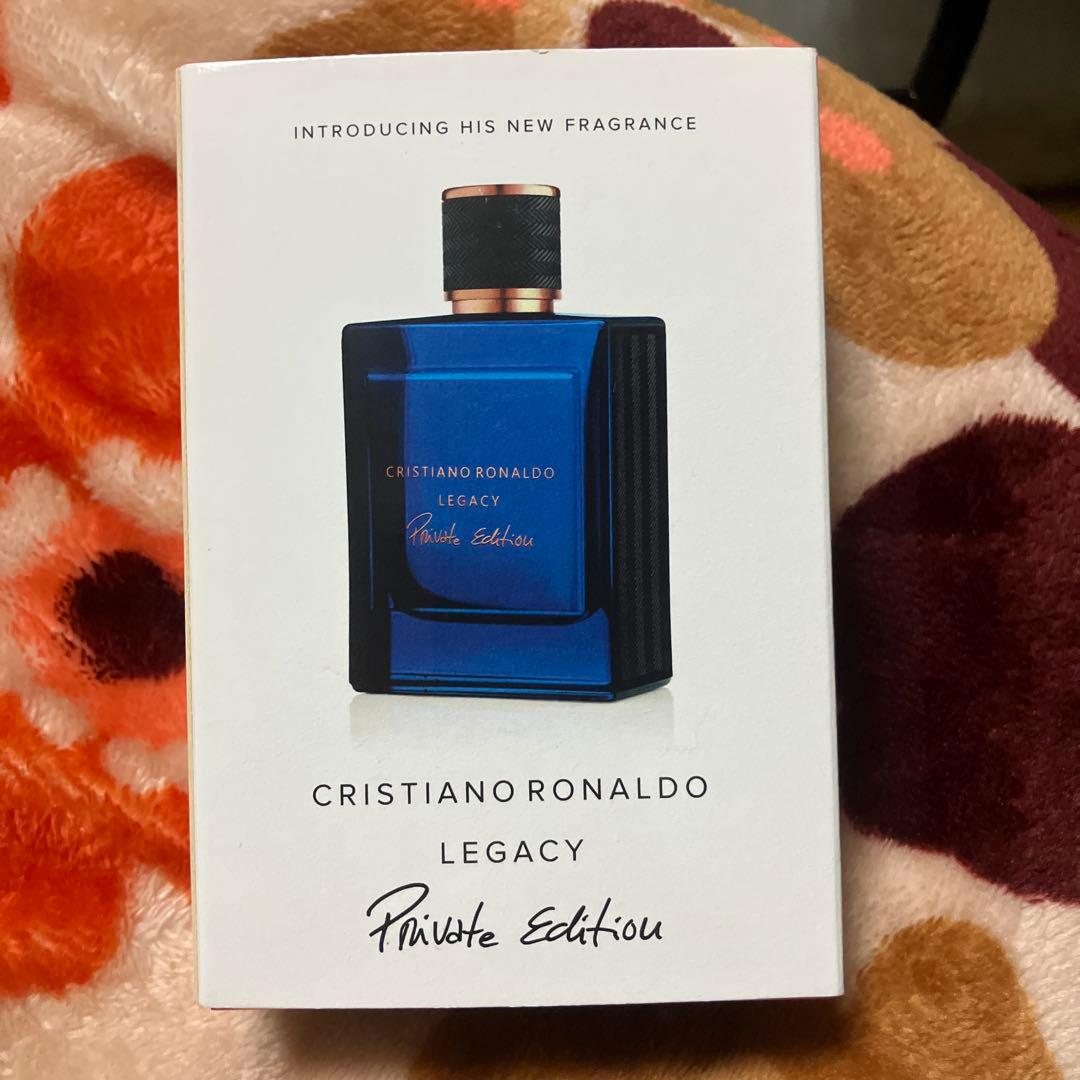 INTRODUCING HIS NEW FRAGRANCE
CRISTIANO RONALDO
LEGACY
Private Edition
CRISTIANO RONALDO
LEGACY
Private Edition